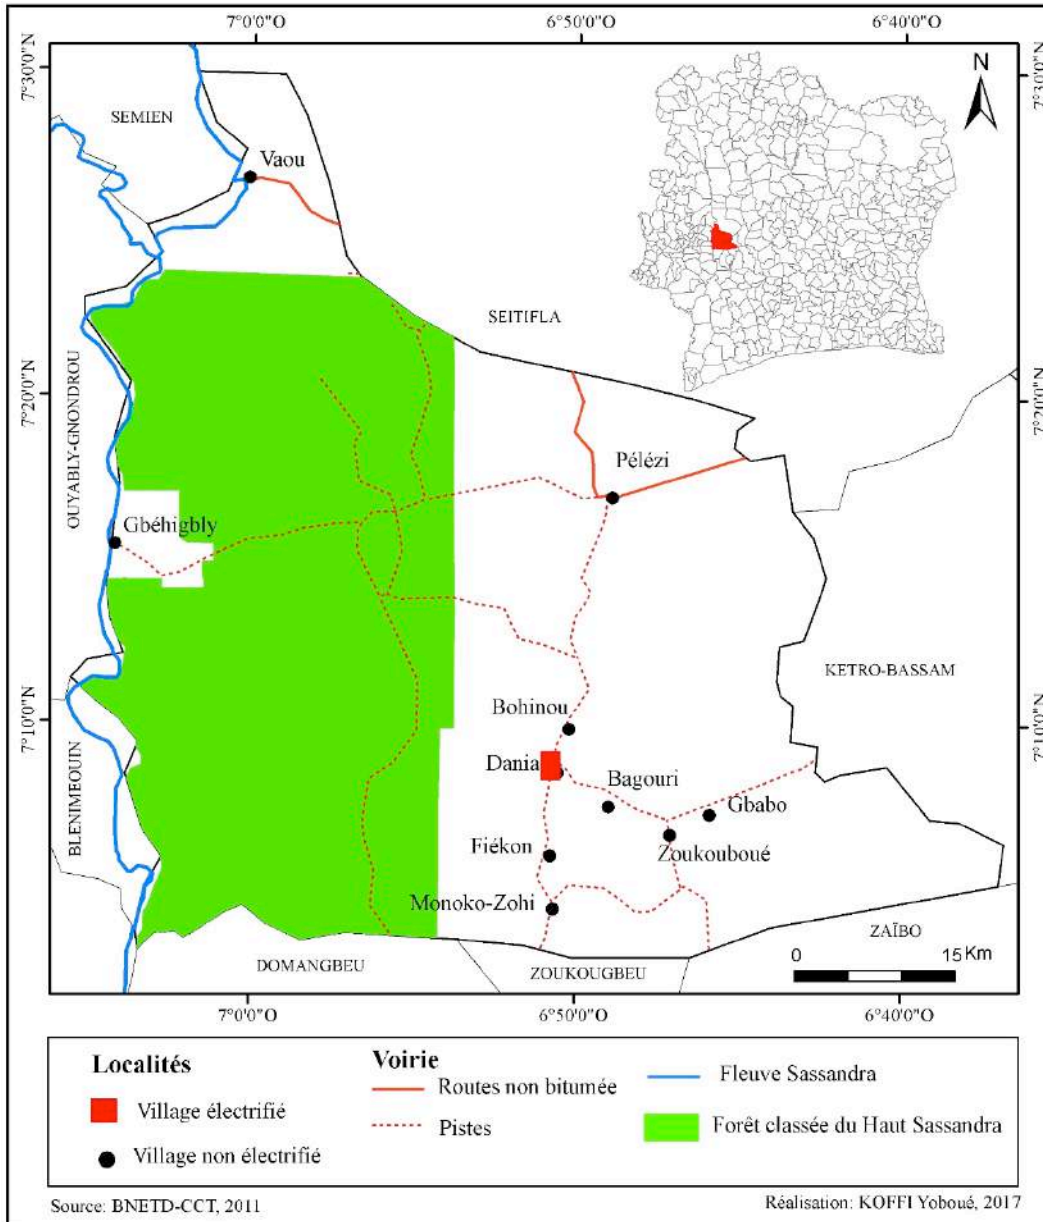 7°0'0"O
6°50'0"O
6°40'0"O
7°30'0"N
7°30'0"N
N
SEMIEN
Vaou
SEITIFLA
OUYABLY-GNONDROU
7°20'0"N
7°20'0"N
Pélézi
Gbéhigbly
KETRO-BASSAM
Bohinou
7°10'0"N
7°10'0"N
Dania
Bagouri
Gbabo
BLENIMEOUIN
Fiékon
Zoukouboué
Monoko-Zohi
ZAÏBO
DOMANGBEU
ZOUKOUGBEU
0 15 Km
7°0'0"O
6°50'0"O
6°40'0"O
Localités
Village électrifié
Village non électrifié
Voirie
Routes non bitumée
Pistes
Fleuve Sassandra
Forêt classée du Haut Sassandra
Source: BNETD-CCT, 2011
Réalisation: KOFFI Yoboué, 2017